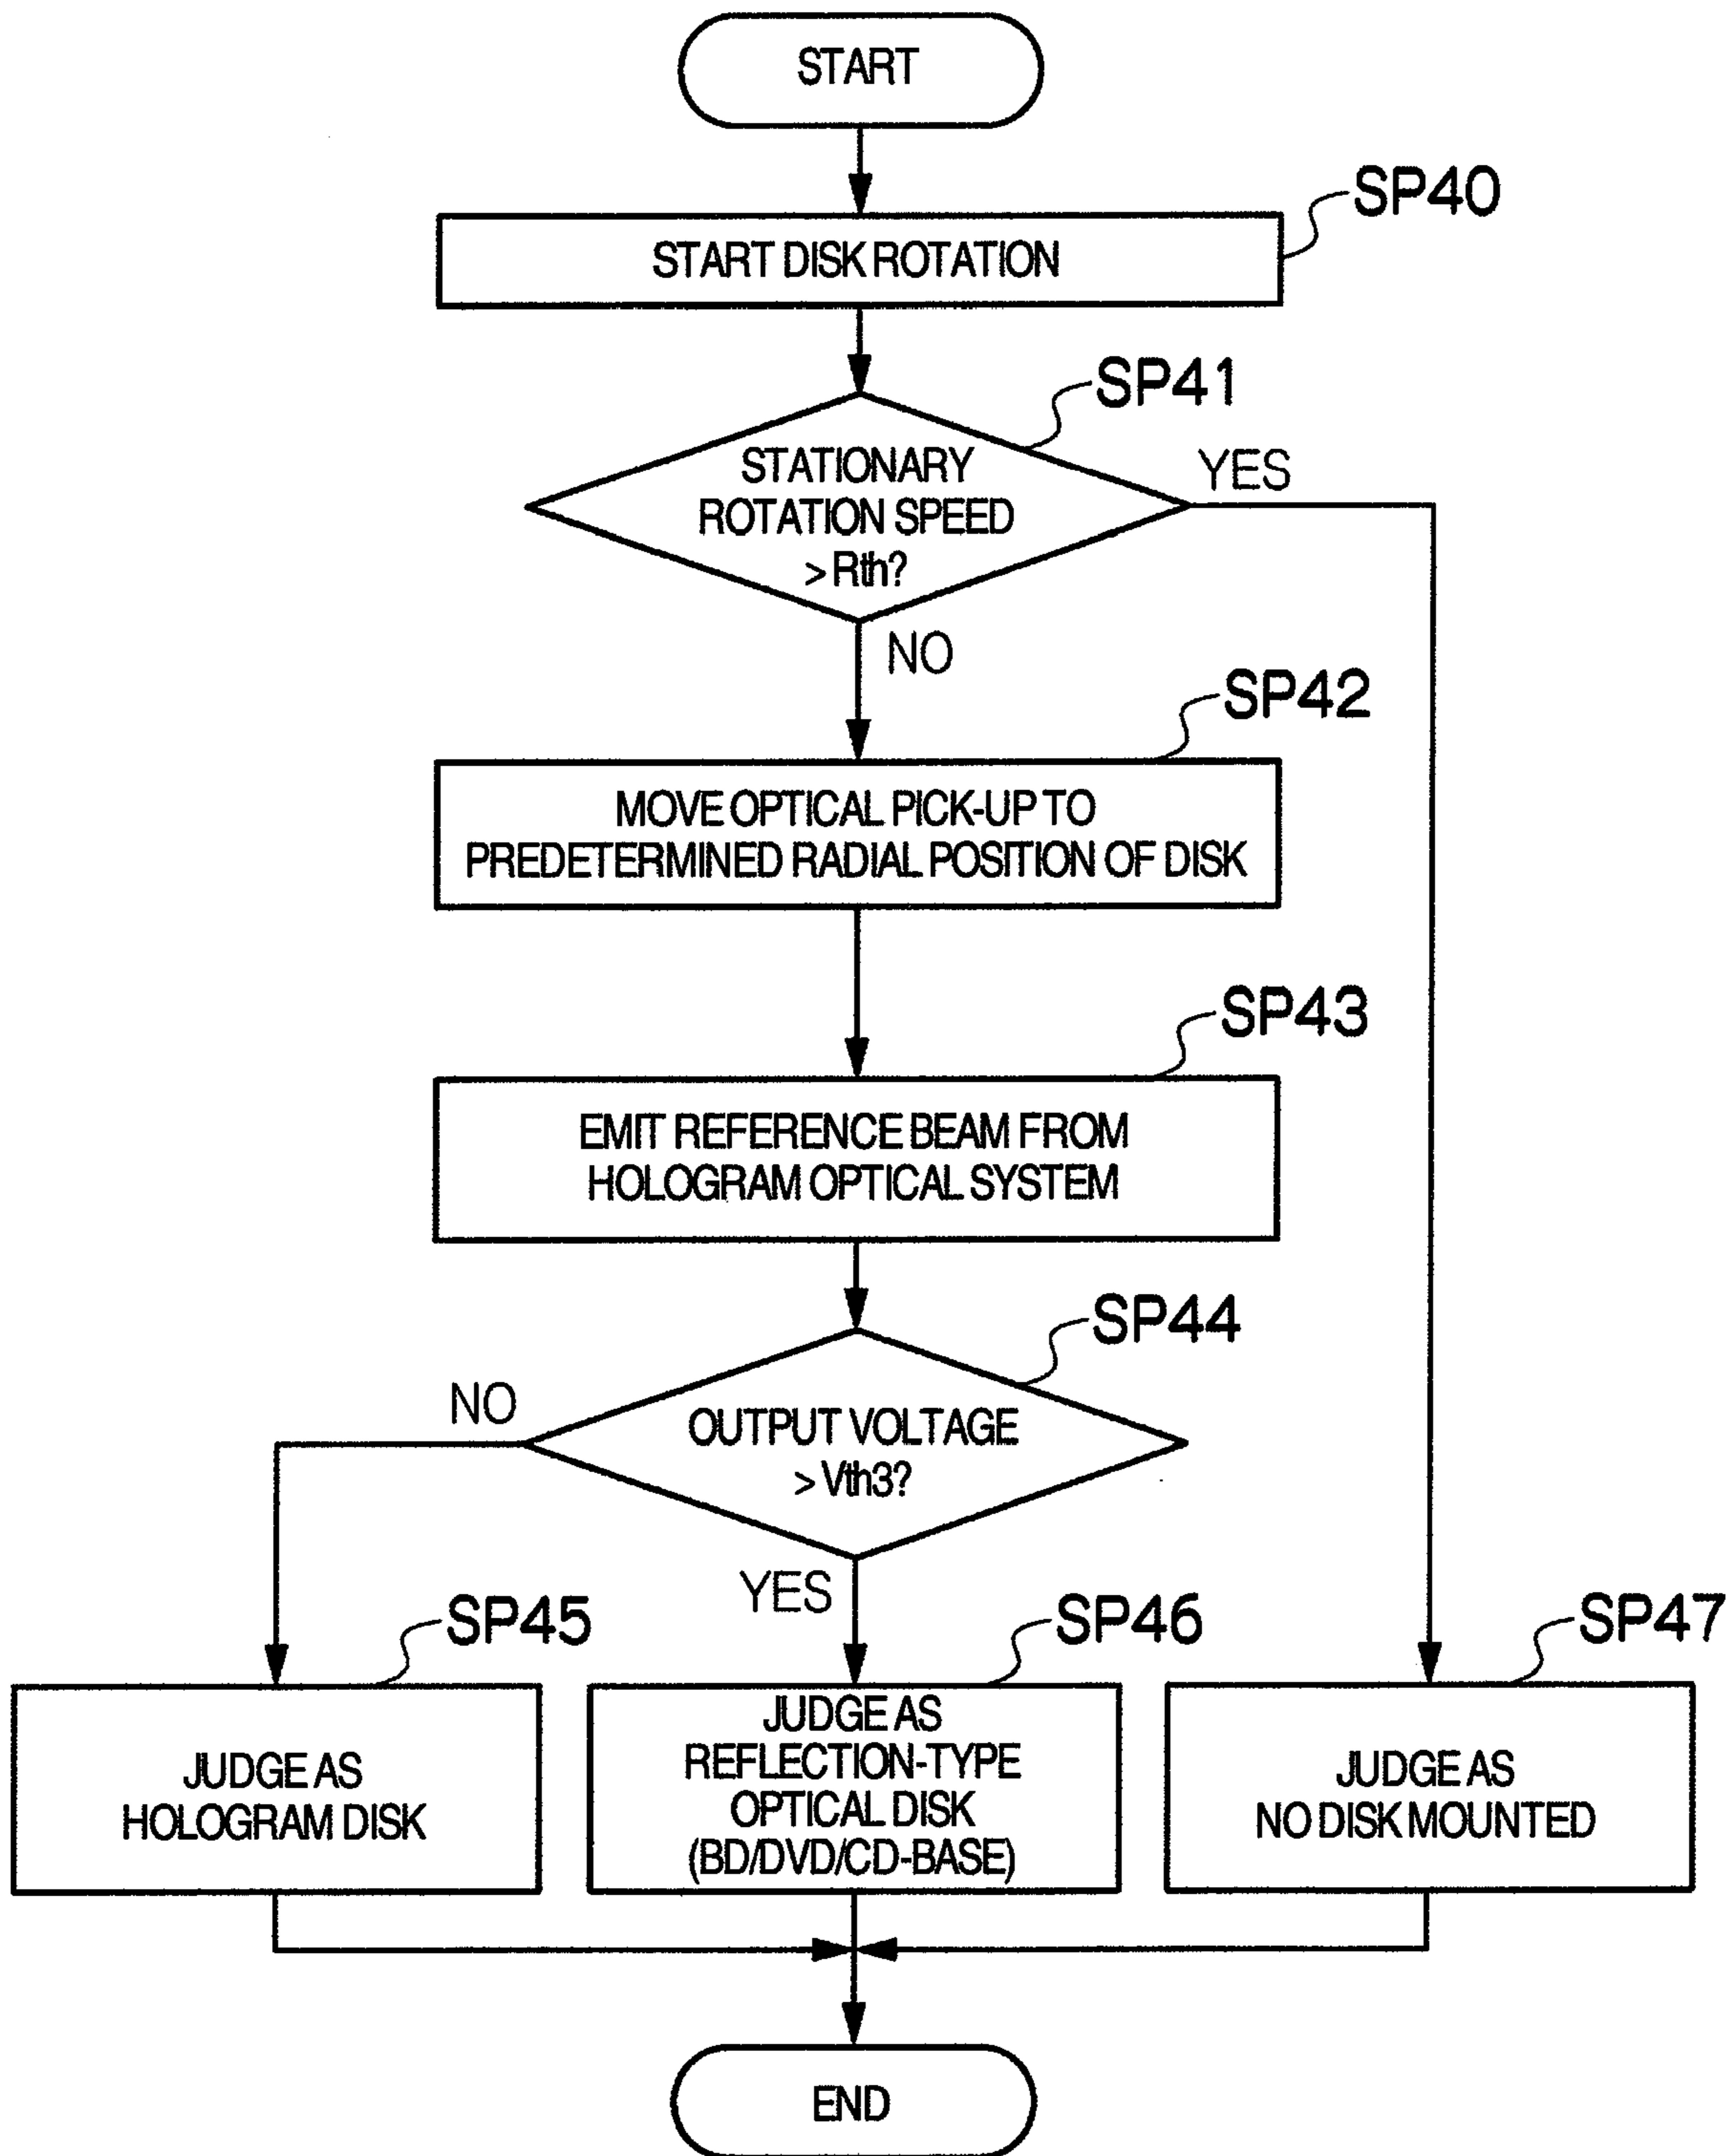 START
SP40
START DISK ROTATION
SP41
STATIONARY
ROTATION SPEED
> Rth?
YES
NO
SP42
MOVE OPTICAL PICK-UP TO
PREDETERMINED RADIAL POSITION OF DISK
SP43
EMIT REFERENCE BEAM FROM
HOLOGRAM OPTICAL SYSTEM
SP44
NO
OUTPUT VOLTAGE
> Vth3?
YES
SP45
JUDGE AS
HOLOGRAM DISK
SP46
JUDGE AS
REFLECTION-TYPE
OPTICAL DISK
(BD/DVD/CD-BASE)
SP47
JUDGE AS
NO DISK MOUNTED
END